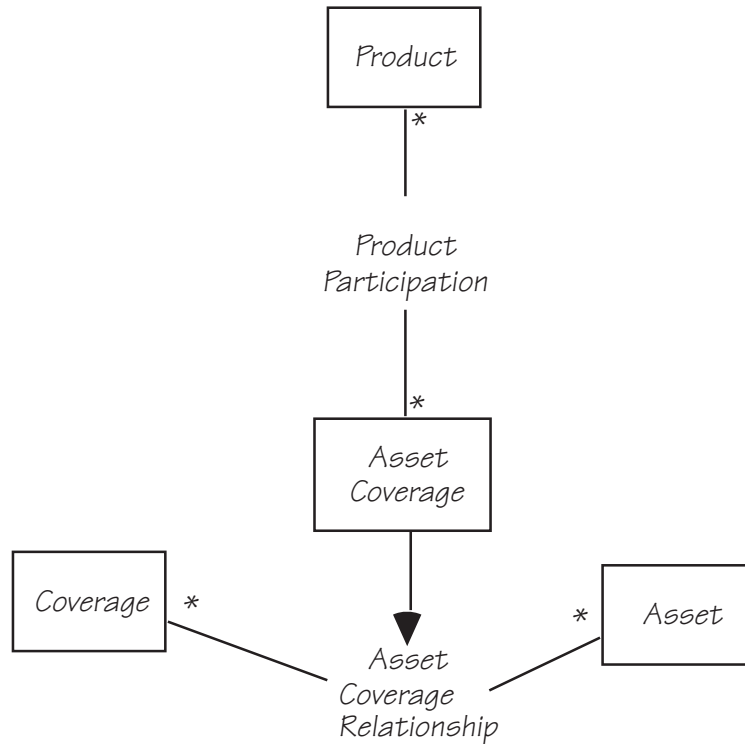 Product
*
Product
Participation
*
Asset
Coverage
Coverage
*
*
Asset
Asset
Coverage
Relationship